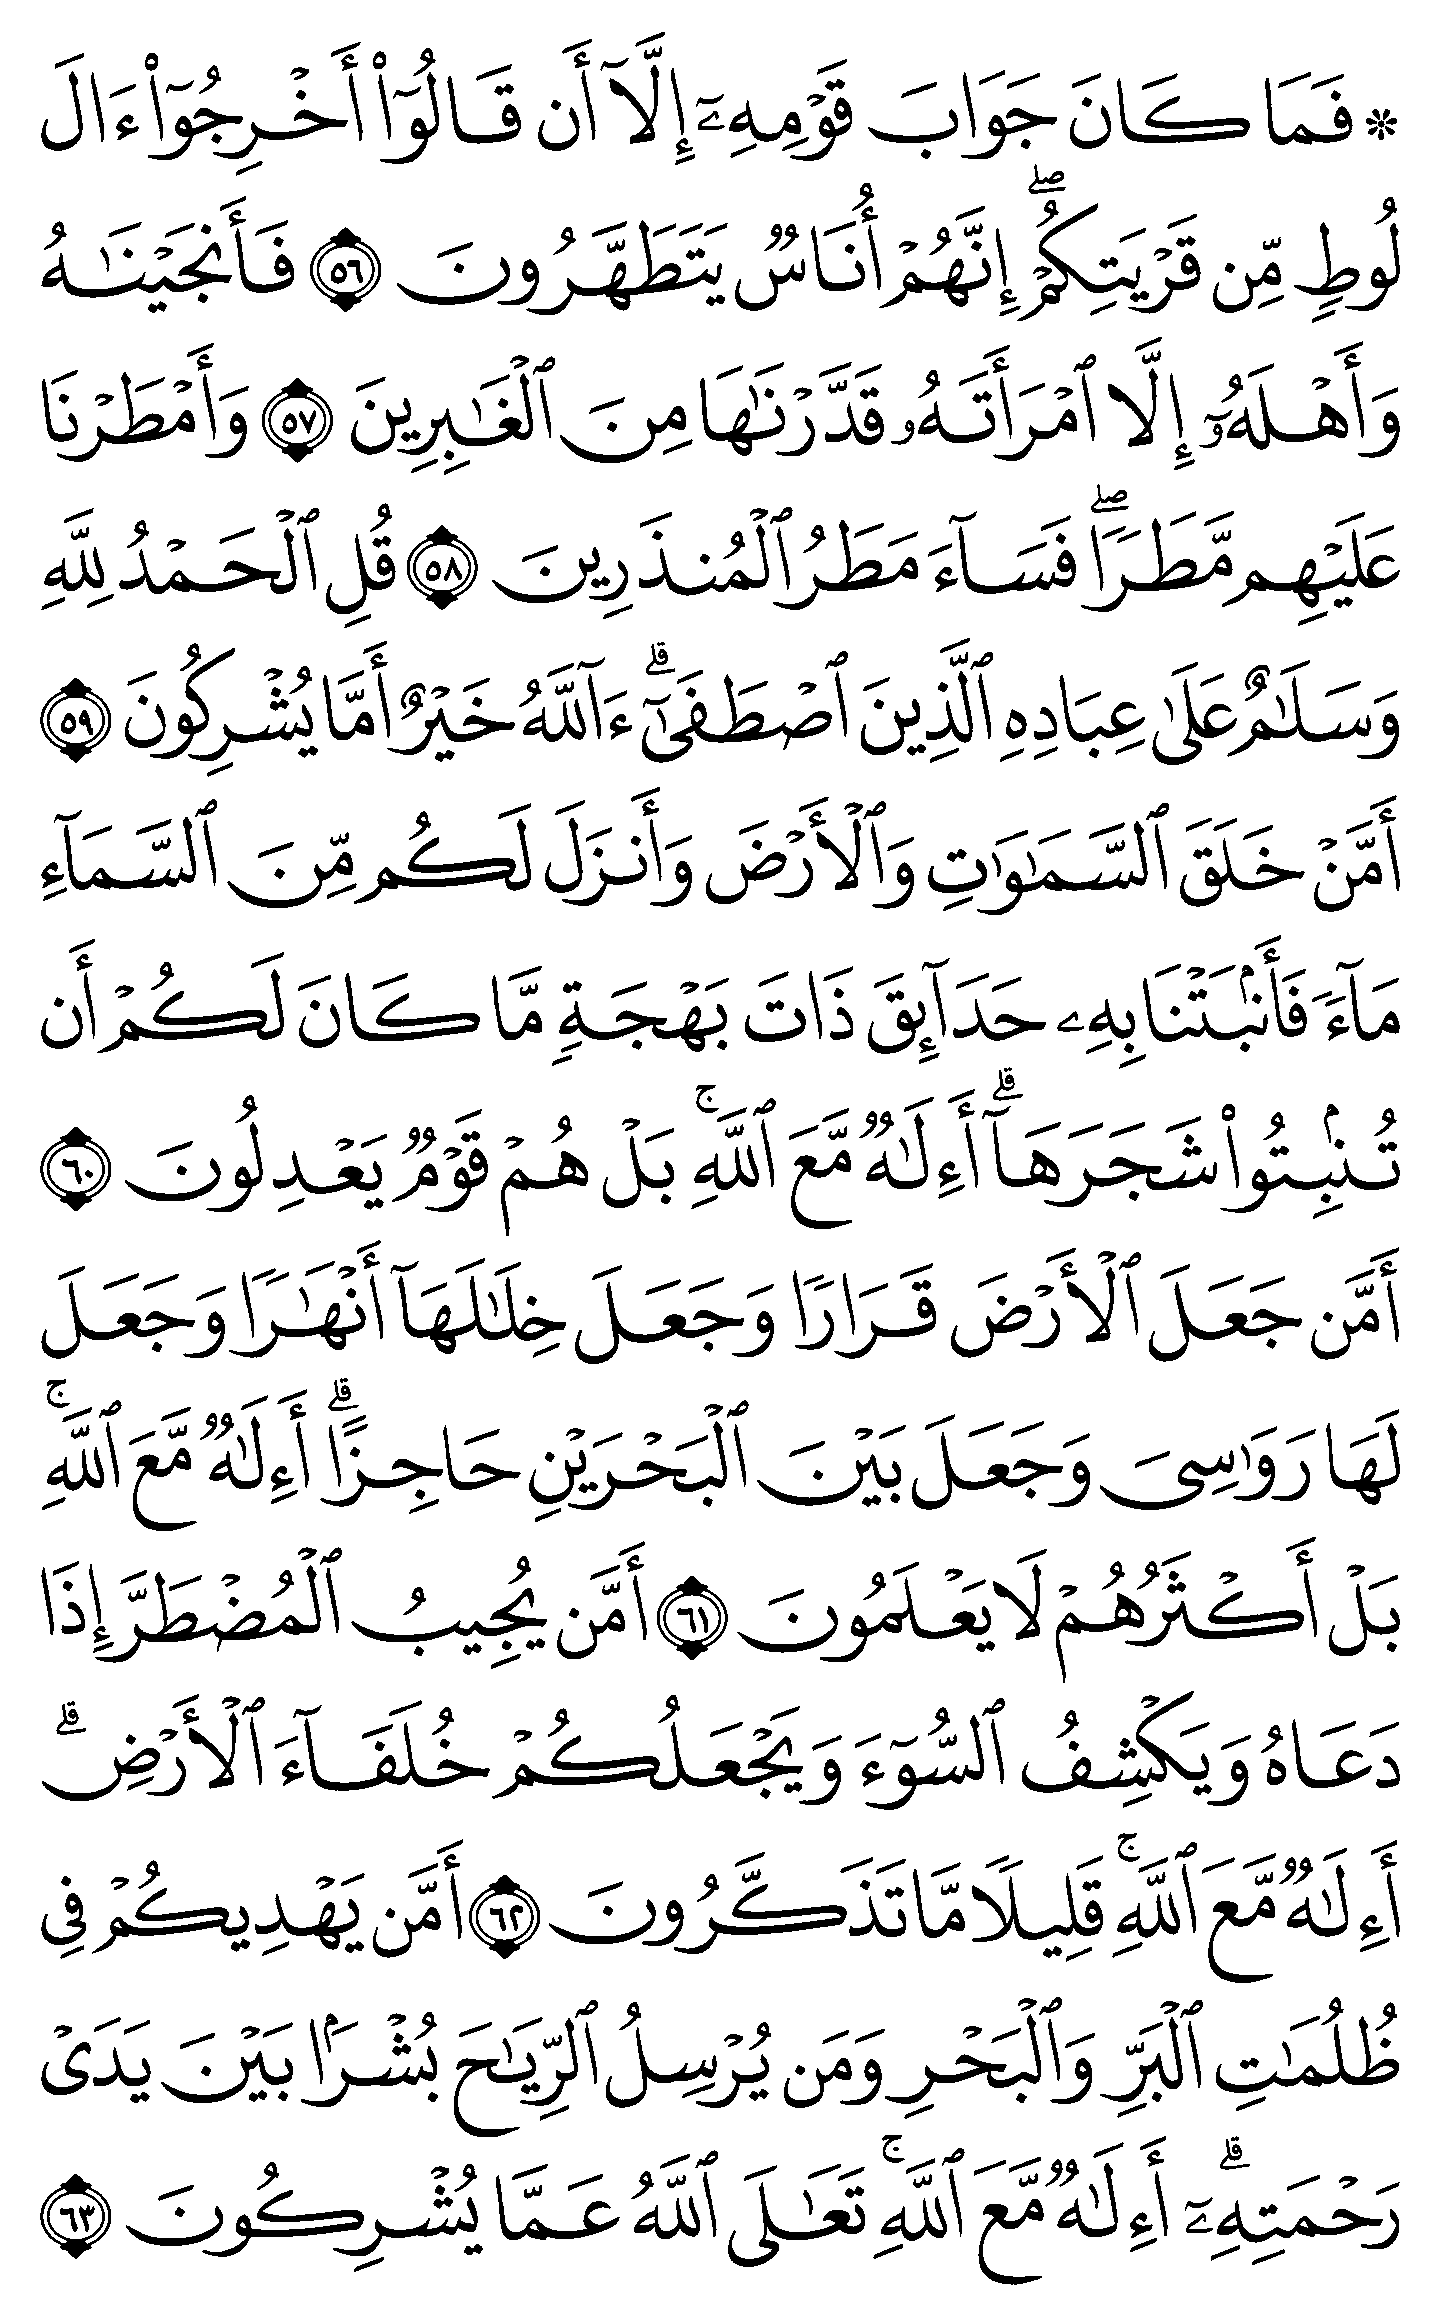 ۞ فَمَا كَانَ جَوَابَ قَوْمِهِۦٓ إِلَّآ أَن قَالُوٓا۟ أَخْرِجُوٓا۟ ءَالَ
لُوطٍ مِّن قَرْيَتِكُمْ ۖ إِنَّهُمْ أُنَاسٌ يَتَطَهَّرُونَ ٥٦ فَأَنجَيْنَـٰهُ
وَأَهْلَهُۥٓ إِلَّا ٱمْرَأَتَهُۥ قَدَّرْنَـٰهَا مِنَ ٱلْغَـٰبِرِينَ ٥٧ وَأَمْطَرْنَا
عَلَيْهِم مَّطَرًا ۖ فَسَآءَ مَطَرُ ٱلْمُنذَرِينَ ٥٨ قُلِ ٱلْحَمْدُ لِلَّهِ
وَسَلَـٰمٌ عَلَىٰ عِبَادِهِ ٱلَّذِينَ ٱصْطَفَىٰٓ ۗ ءَآللَّهُ خَيْرٌ أَمَّا يُشْرِكُونَ ٥٩
أَمَّنْ خَلَقَ ٱلسَّمَـٰوَٰتِ وَٱلْأَرْضَ وَأَنزَلَ لَكُم مِّنَ ٱلسَّمَآءِ
مَآءً فَأَنۢبَتْنَا بِهِۦ حَدَآئِقَ ذَاتَ بَهْجَةٍ مَّا كَانَ لَكُمْ أَن
تُنۢبِتُوا۟ شَجَرَهَآ ۗ أَءِلَـٰهٌ مَّعَ ٱللَّهِ ۚ بَلْ هُمْ قَوْمٌ يَعْدِلُونَ ٦٠
أَمَّن جَعَلَ ٱلْأَرْضَ قَرَارًا وَجَعَلَ خِلَـٰلَهَآ أَنْهَـٰرًا وَجَعَلَ
لَهَا رَوَٰسِىَ وَجَعَلَ بَيْنَ ٱلْبَحْرَيْنِ حَاجِزًا ۗ أَءِلَـٰهٌ مَّعَ ٱللَّهِ ۚ
بَلْ أَكْثَرُهُمْ لَا يَعْلَمُونَ ٦١ أَمَّن يُجِيبُ ٱلْمُضْطَرَّ إِذَا
دَعَاهُ وَيَكْشِفُ ٱلسُّوٓءَ وَيَجْعَلُكُمْ خُلَفَآءَ ٱلْأَرْضِ ۗ
أَءِلَـٰهٌ مَّعَ ٱللَّهِ ۚ قَلِيلًا مَّا تَذَكَّرُونَ ٦٢ أَمَّن يَهْدِيكُمْ فِى
ظُلُمَـٰتِ ٱلْبَرِّ وَٱلْبَحْرِ وَمَن يُرْسِلُ ٱلرِّيَـٰحَ بُشْرًۢا بَيْنَ يَدَىْ
رَحْمَتِهِۦٓ ۗ أَءِلَـٰهٌ مَّعَ ٱللَّهِ ۚ تَعَـٰلَى ٱللَّهُ عَمَّا يُشْرِكُونَ ٦٣